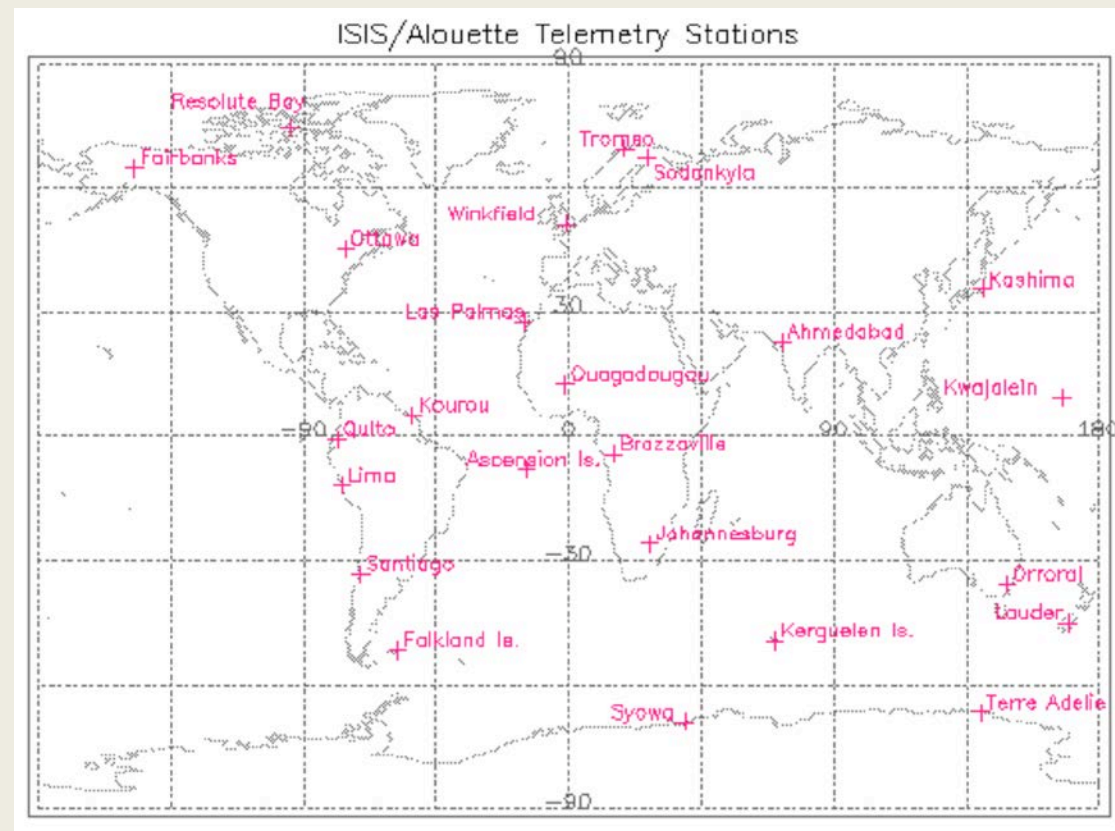 ISIS/Alouette Telemetry Stations
90
Resolute Bay
Fairbanks
Tromso
Sodankyla
Winkfield
Ottawa
Kashima
Las Palmas
30
Ahmedabad
Ouagadougou
Kwajalein
Kourou
-90
Quito
0
90
180
Brazzaville
Ascension Is.
Lima
Johannesburg
-30
Santiago
Orroral
Lauder
Falkland Is.
Kerguelen Is.
Syowa
Terre Adelie
-90